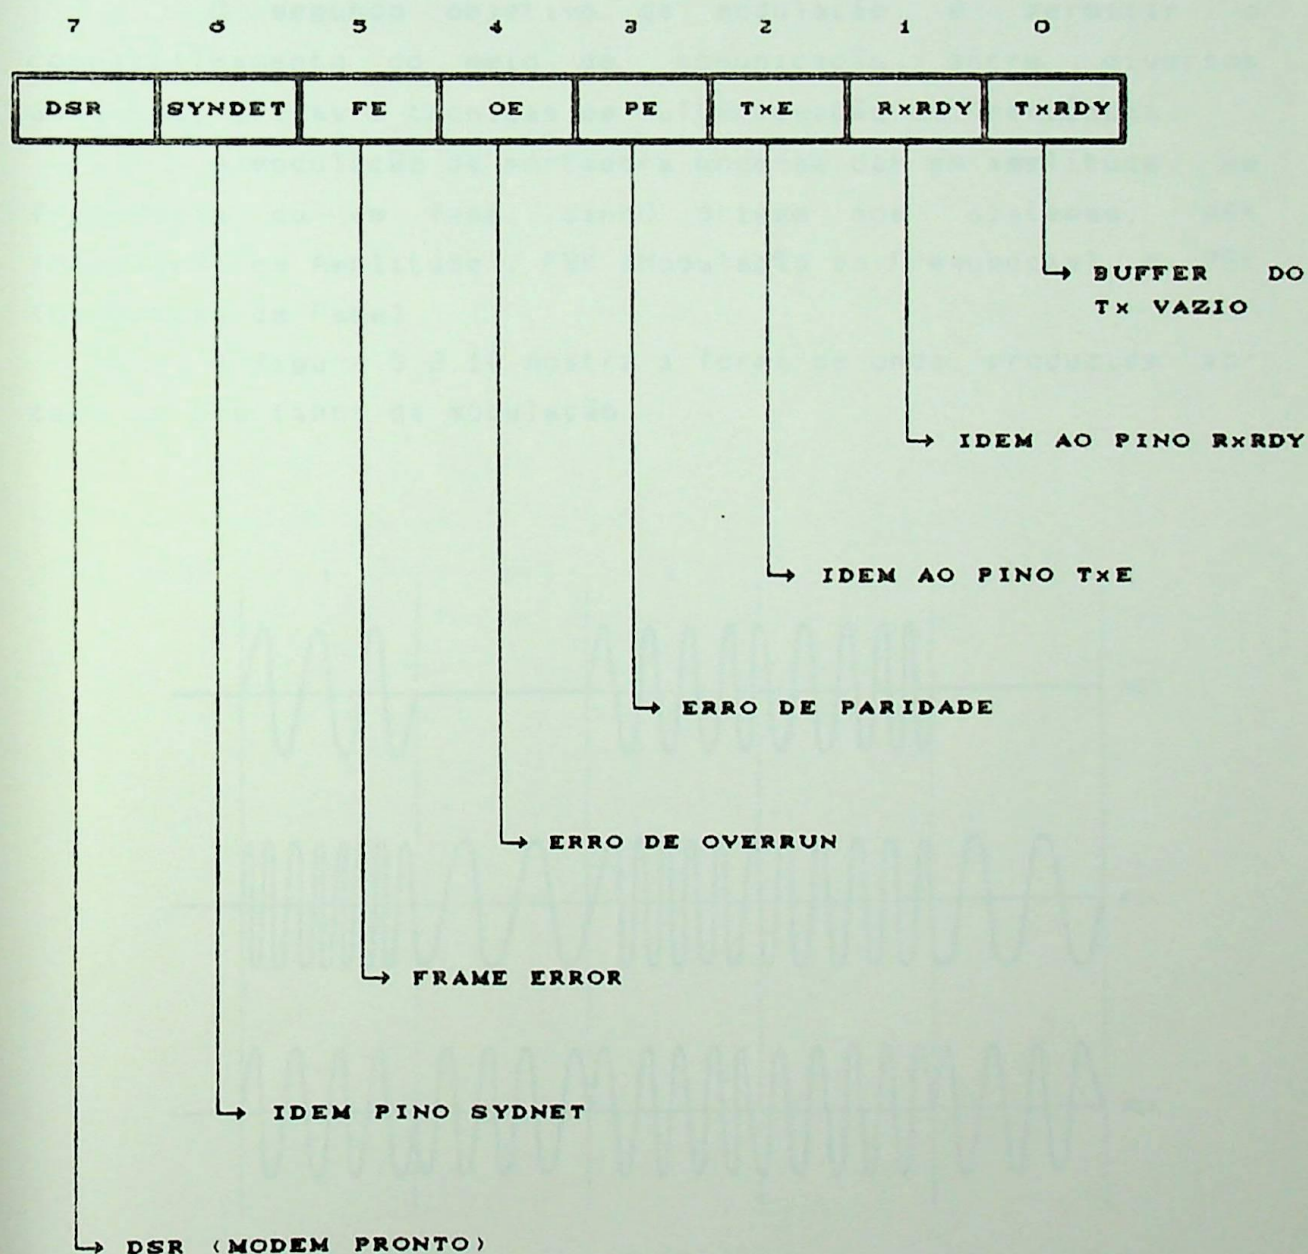 7 6 5 4 3 2 1 0
DSR SYNDET FE OE PE TxE RxRDY TxRDY
BUFFER DO
Tx VAZIO
IDEM AO PINO RxRDY
IDEM AO PINO TxE
ERRO DE PARIDADE
ERRO DE OVERRUN
FRAME ERROR
IDEM PINO SYDNET
DSR (MODEM PRONTO)